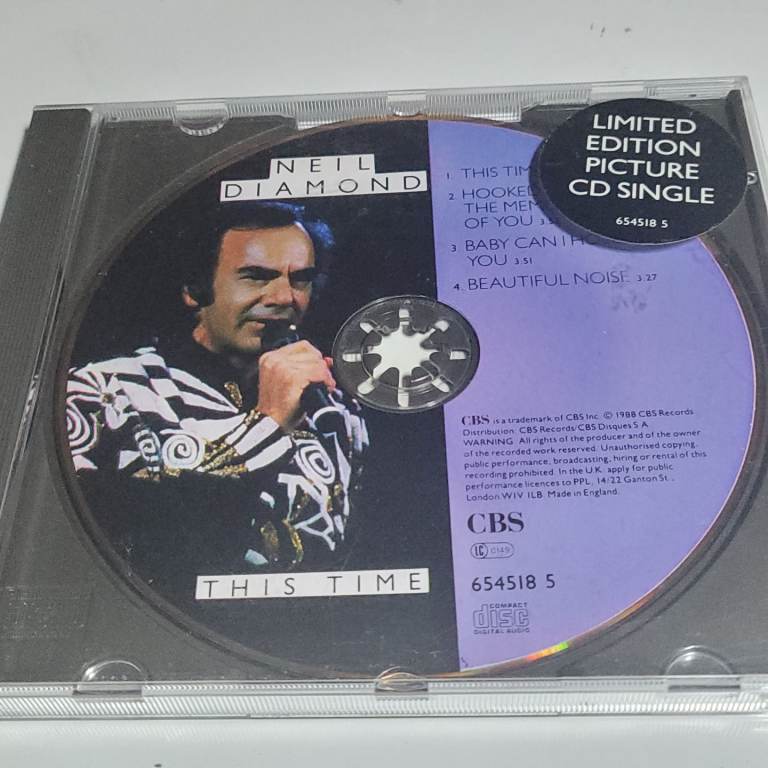 NEIL
DIAMOND
1. THIS TIM
2. HOOKED
THE MEM
OF YOU 3.5
3. BABY CAN I HO
YOU 3.51
4. BEAUTIFUL NOISE 3.27
LIMITED
EDITION
PICTURE
CD SINGLE
654518 5
CBS is a trademark of CBS Inc. © 1988 CBS Records
Distribution: CBS Records/CBS Disques S.A.
WARNING: All rights of the producer and of the owner
of the recorded work reserved. Unauthorised copying,
public performance, broadcasting, hiring or rental of this
recording prohibited. In the U.K. apply for public
performance licences to PPL, 14/22 Ganton St.,
London W1V 1LB. Made in England.
CBS
LC 0149
654518 5
COMPACT
disc
DIGITAL AUDIO
THIS TIME